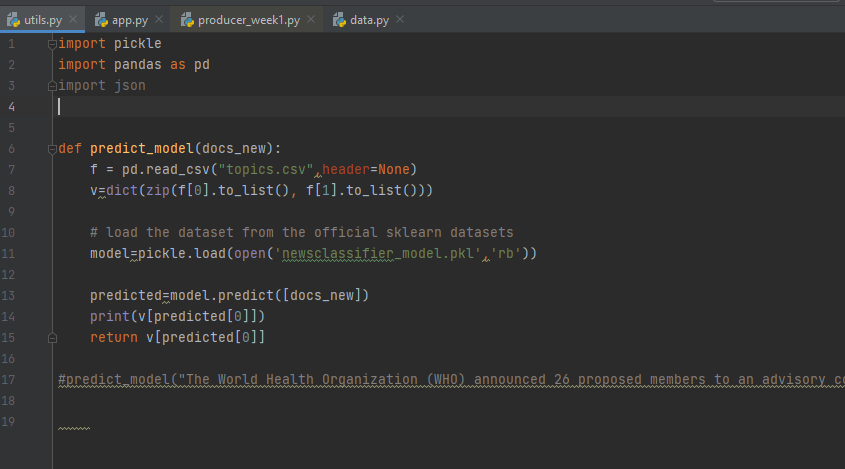 utils.py app.py producer_week1.py data.py
1 import pickle
2 import pandas as pd
3 import json
4
5
6 def predict_model(docs_new):
7 f = pd.read_csv("topics.csv",header=None)
8 v=dict(zip(f[0].to_list(), f[1].to_list()))
9
10 # load the dataset from the official sklearn datasets
11 model=pickle.load(open('newsclassifier_model.pkl','rb'))
12
13 predicted=model.predict([docs_new])
14 print(v[predicted[0]])
15 return v[predicted[0]]
16
17 #predict_model("The World Health Organization (WHO) announced 26 proposed members to an advisory co
18
19